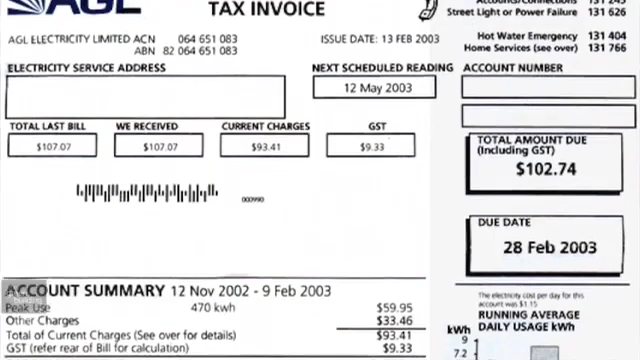 AGL
TAX INVOICE
Street Light or Power Failure 131 626
AGL ELECTRICITY LIMITED ACN 064 651 083
ABN 82 064 651 083
ISSUE DATE: 13 FEB 2003
Hot Water Emergency 131 404
Home Services (see over) 131 766
ELECTRICITY SERVICE ADDRESS
NEXT SCHEDULED READING
12 May 2003
ACCOUNT NUMBER
TOTAL LAST BILL WE RECEIVED CURRENT CHARGES GST
$107.07 $107.07 $93.41 $9.33
TOTAL AMOUNT DUE
(Including GST)
$102.74
000990
DUE DATE
28 Feb 2003
ACCOUNT SUMMARY 12 Nov 2002 - 9 Feb 2003
Peak Use 470 kwh $59.95
Other Charges $33.46
Total of Current Charges (See over for details) $93.41
GST (refer rear of Bill for calculation) $9.33
The electricity cost per day for this
account was $1.15
RUNNING AVERAGE
DAILY USAGE kWh
kWh
9
7.2